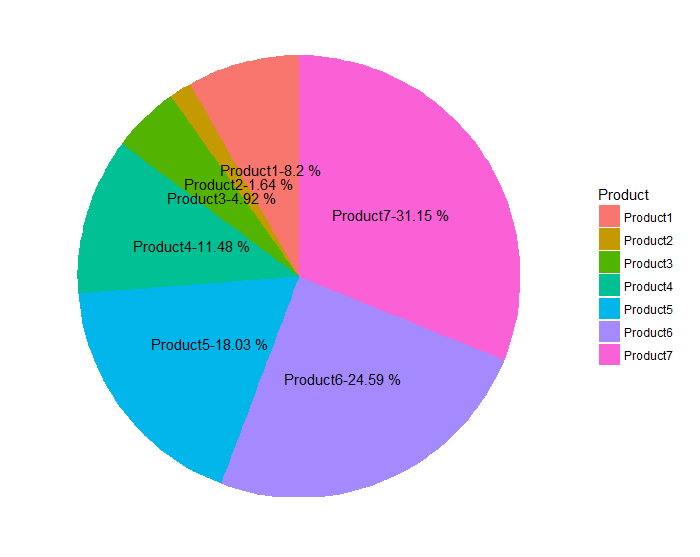 Product1-8.2 %
Product2-1.64 %
Product3-4.92 %
Product7-31.15 %
Product4-11.48 %
Product5-18.03 %
Product6-24.59 %
Product
Product1
Product2
Product3
Product4
Product5
Product6
Product7